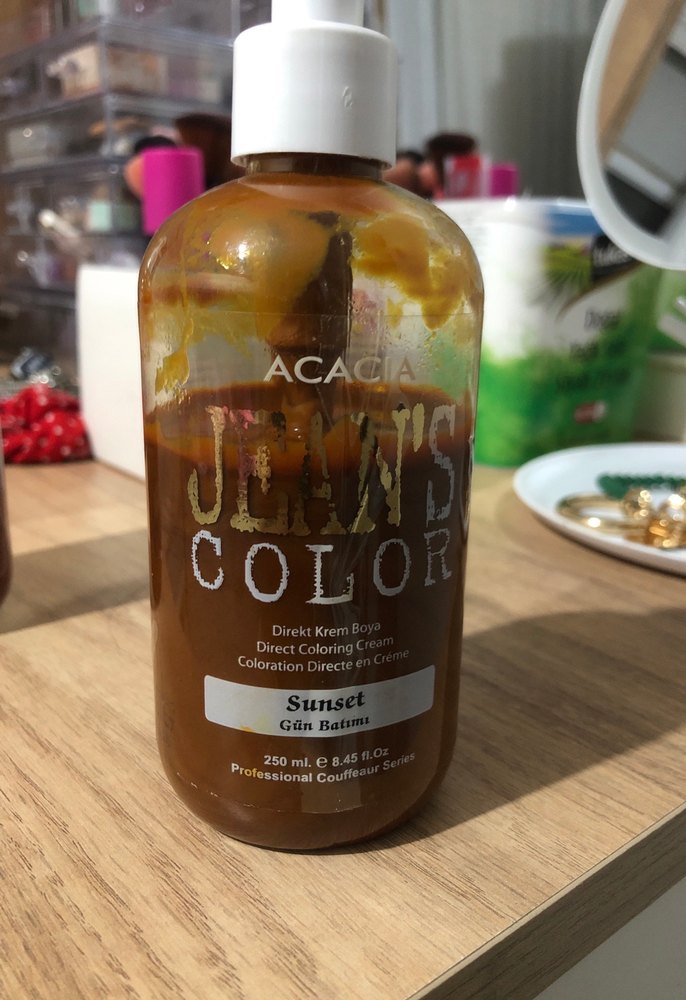 ACACIA
JEAN'S
COLOR
Direkt Krem Boya
Direct Coloring Cream
Coloration Directe en Créme
Sunset
Gün Batımı
250 ml. ℮ 8.45 fl.Oz
Professional Couffeaur Series